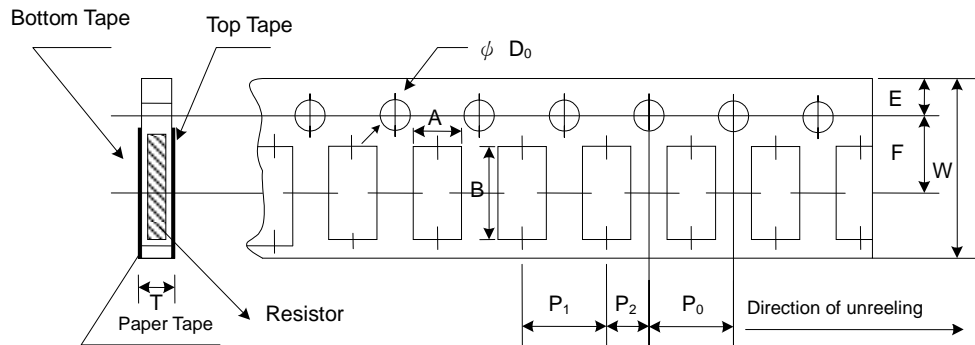 Bottom Tape
Top Tape
ψ D₀
E
A
F
W
B
T
Paper Tape
Resistor
P₁
P₂
P₀
Direction of unreeling